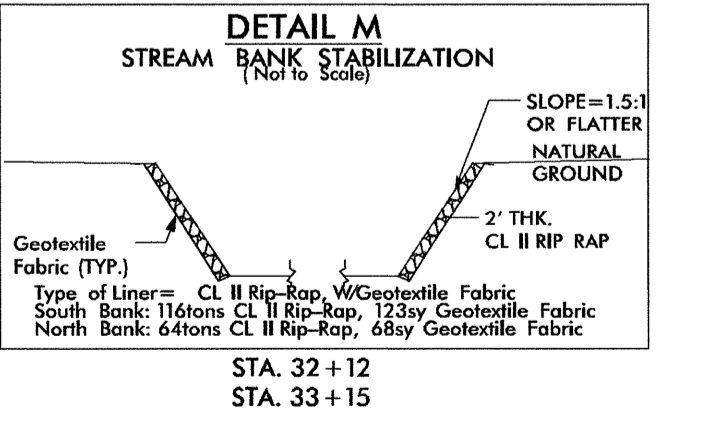 DETAIL M
STREAM BANK STABILIZATION
(Not to Scale)
SLOPE=1.5:1
OR FLATTER
NATURAL
GROUND
2' THK.
CL II RIP RAP
Geotextile
Fabric (TYP.)
Type of Liner= CL II Rip-Rap, W/Geotextile Fabric
South Bank: 116tons CL II Rip-Rap, 123sy Geotextile Fabric
North Bank: 64tons CL II Rip-Rap, 68sy Geotextile Fabric
STA. 32+12
STA. 33+15